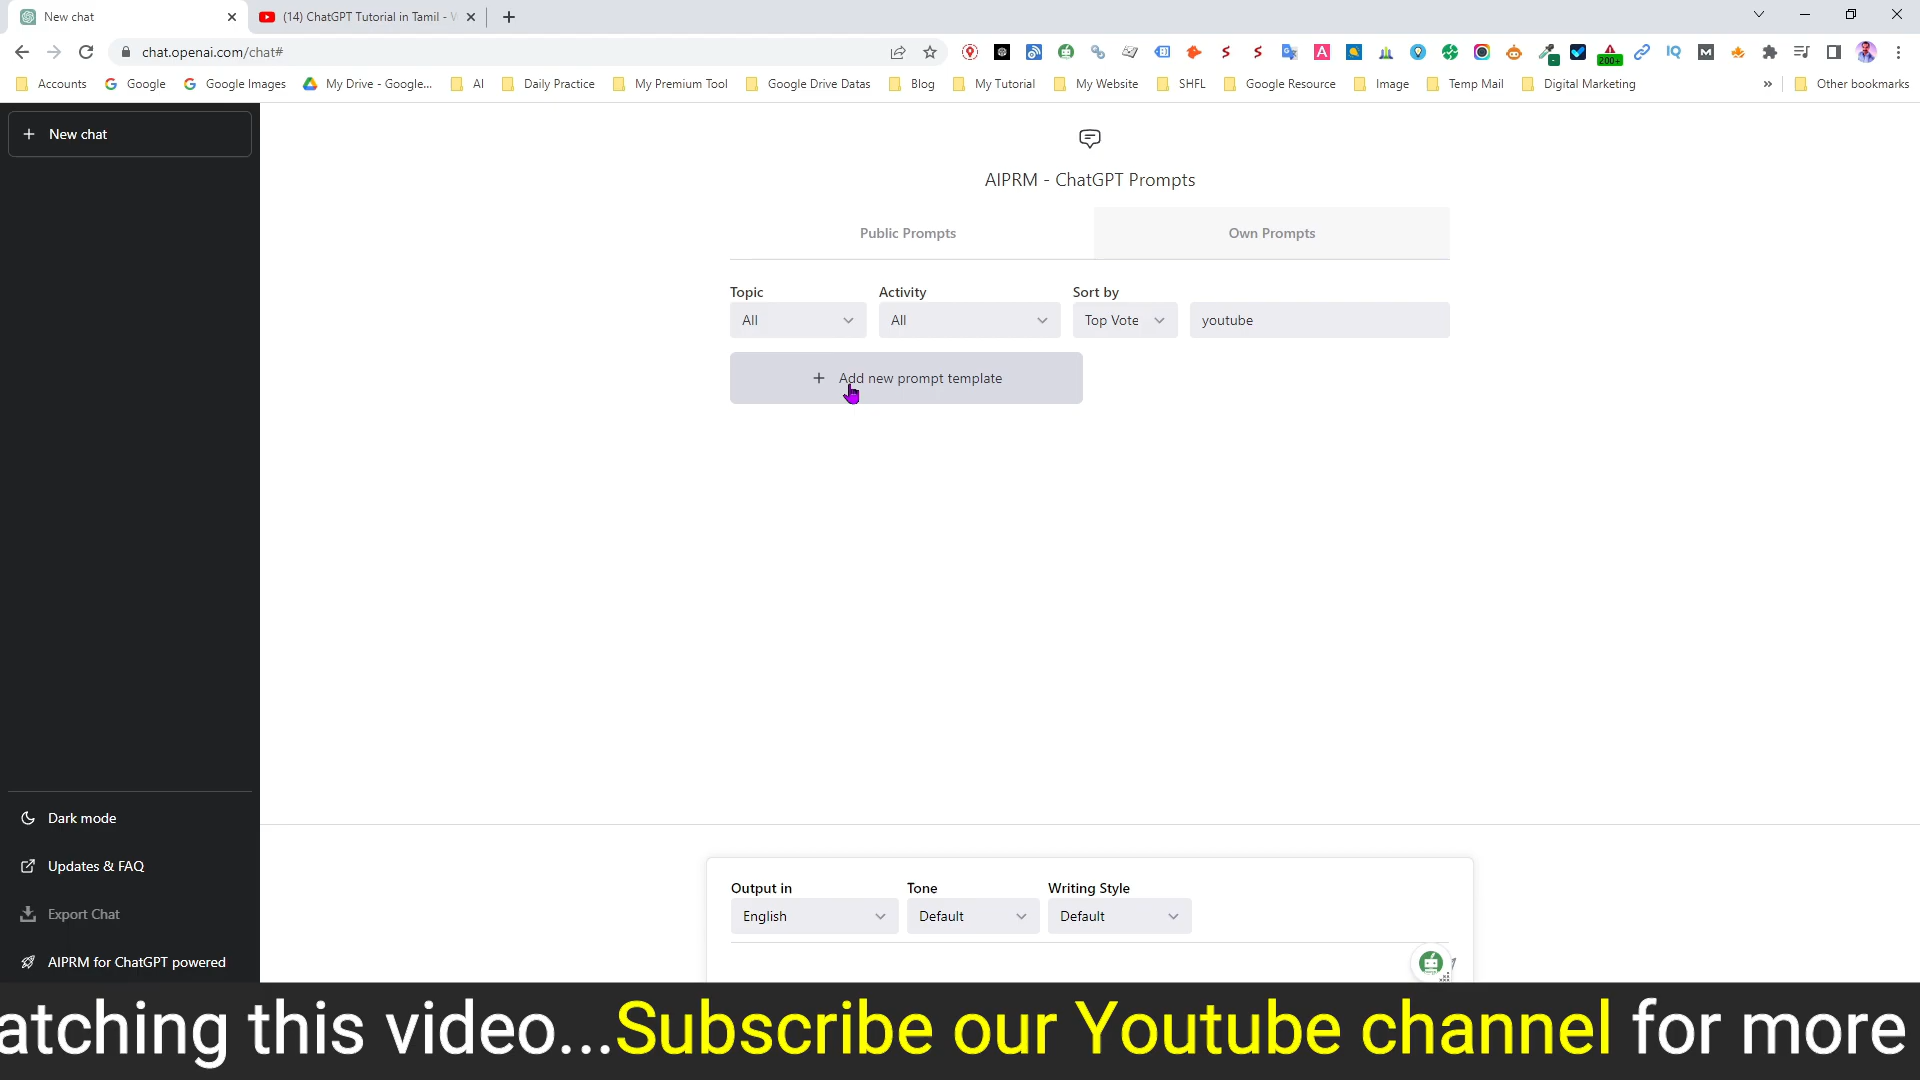 New chat
(14) ChatGPT Tutorial in Tamil -
chat.openai.com/chat#
200+
Accounts
Google
Google Images
My Drive - Google...
AI
Daily Practice
My Premium Tool
Google Drive Datas
Blog
My Tutorial
My Website
SHFL
Google Resource
Image
Temp Mail
Digital Marketing
»
Other bookmarks
+ New chat
AIPRM - ChatGPT Prompts
Public Prompts
Own Prompts
Topic
Activity
Sort by
All
All
Top Vote
youtube
+ Add new prompt template
Dark mode
Updates & FAQ
Export Chat
AIPRM for ChatGPT powered
Output in
Tone
Writing Style
English
Default
Default
atching this video...Subscribe our Youtube channel for more